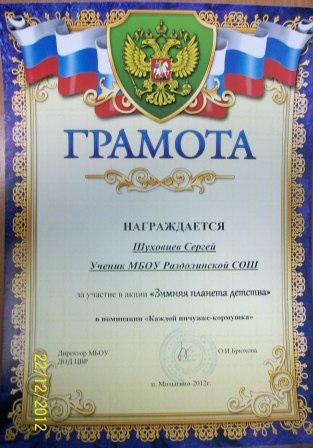 ГРАМОТА
НАГРАЖДАЕТСЯ
Шуховцев Сергей
Ученик МБОУ Раздолинской СОШ
за участие в акции «Зимняя планета детства»
в номинации «Каждой пичужке-кормушка»
Директор МБОУ
ДОД ЦВР
О.И.Брюхова
п. Мотыгино-2012г.
22/12/2012